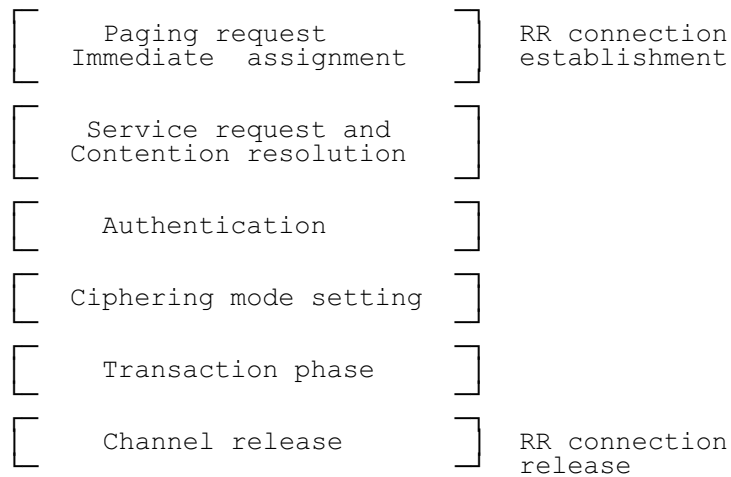 Paging request RR connection
Immediate assignment establishment
Service request and
Contention resolution
Authentication
Ciphering mode setting
Transaction phase
Channel release RR connection
release